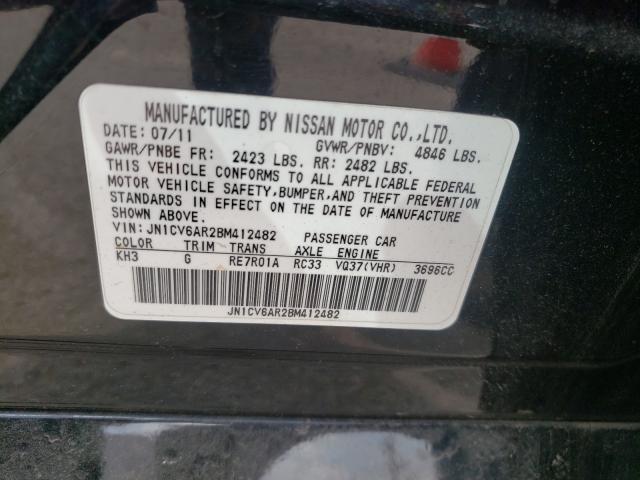 MANUFACTURED BY NISSAN MOTOR CO.,LTD.
DATE: 07/11 GVWR/PNBV: 4846 LBS.
GAWR/PNBE FR: 2423 LBS. RR: 2482 LBS.
THIS VEHICLE CONFORMS TO ALL APPLICABLE FEDERAL
MOTOR VEHICLE SAFETY, BUMPER, AND THEFT PREVENTION
STANDARDS IN EFFECT ON THE DATE OF MANUFACTURE
SHOWN ABOVE.
VIN: JN1CV6AR2BM412482 PASSENGER CAR
COLOR TRIM TRANS AXLE ENGINE
KH3 G RE7R01A RC33 VQ37(VHR) 3696CC
JN1CV6AR2BM412482